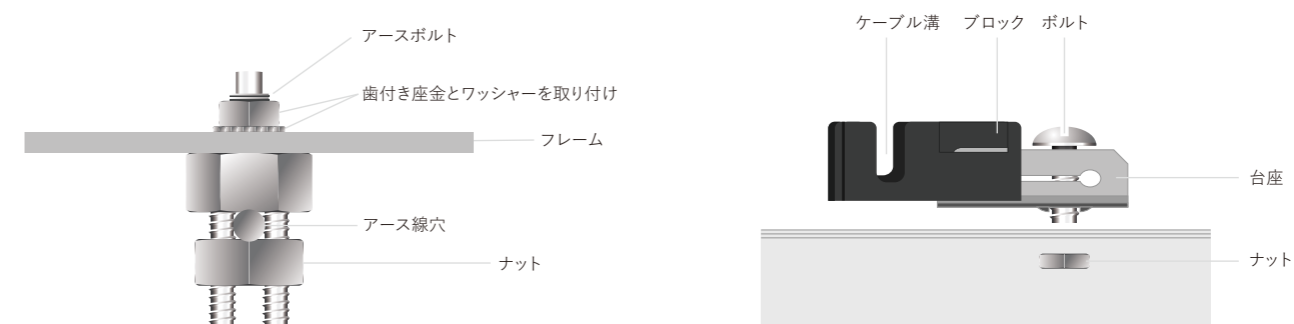 アースボルト
歯付き座金とワッシャーを取り付け
フレーム
アース線穴
ナット
ケーブル溝
ブロック
ボルト
台座
ナット